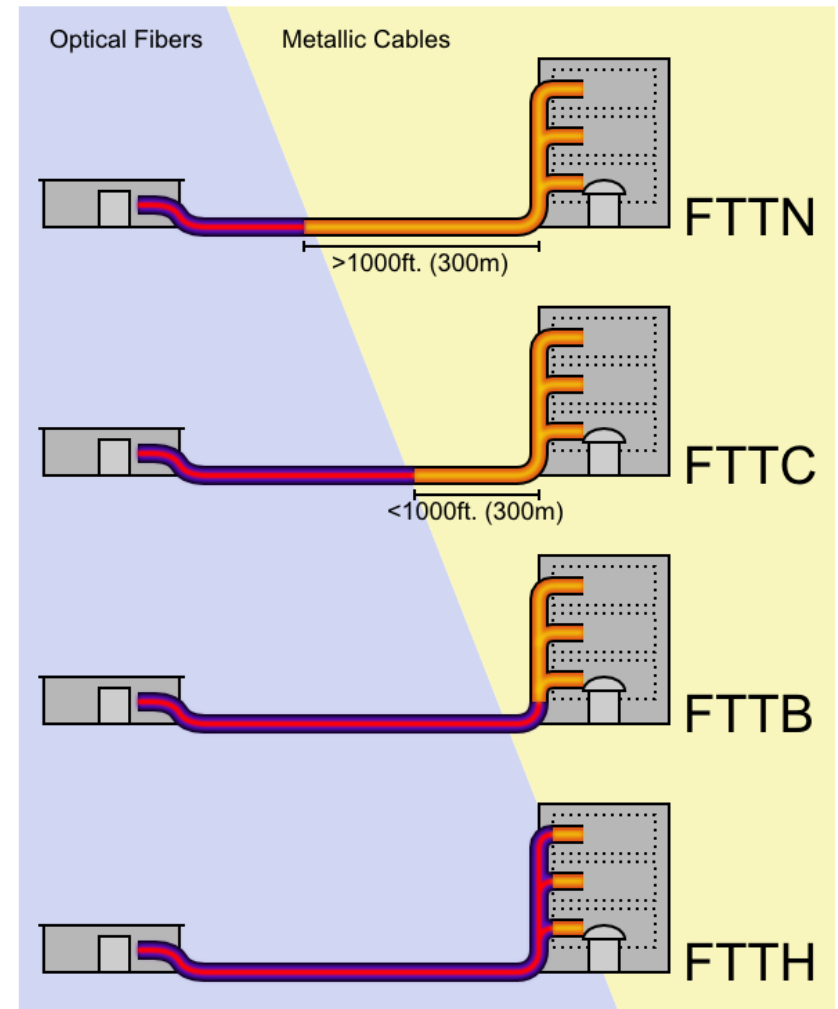 Optical Fibers
Metallic Cables
FTTN
>1000ft. (300m)
FTTC
<1000ft. (300m)
FTTB
FTTH